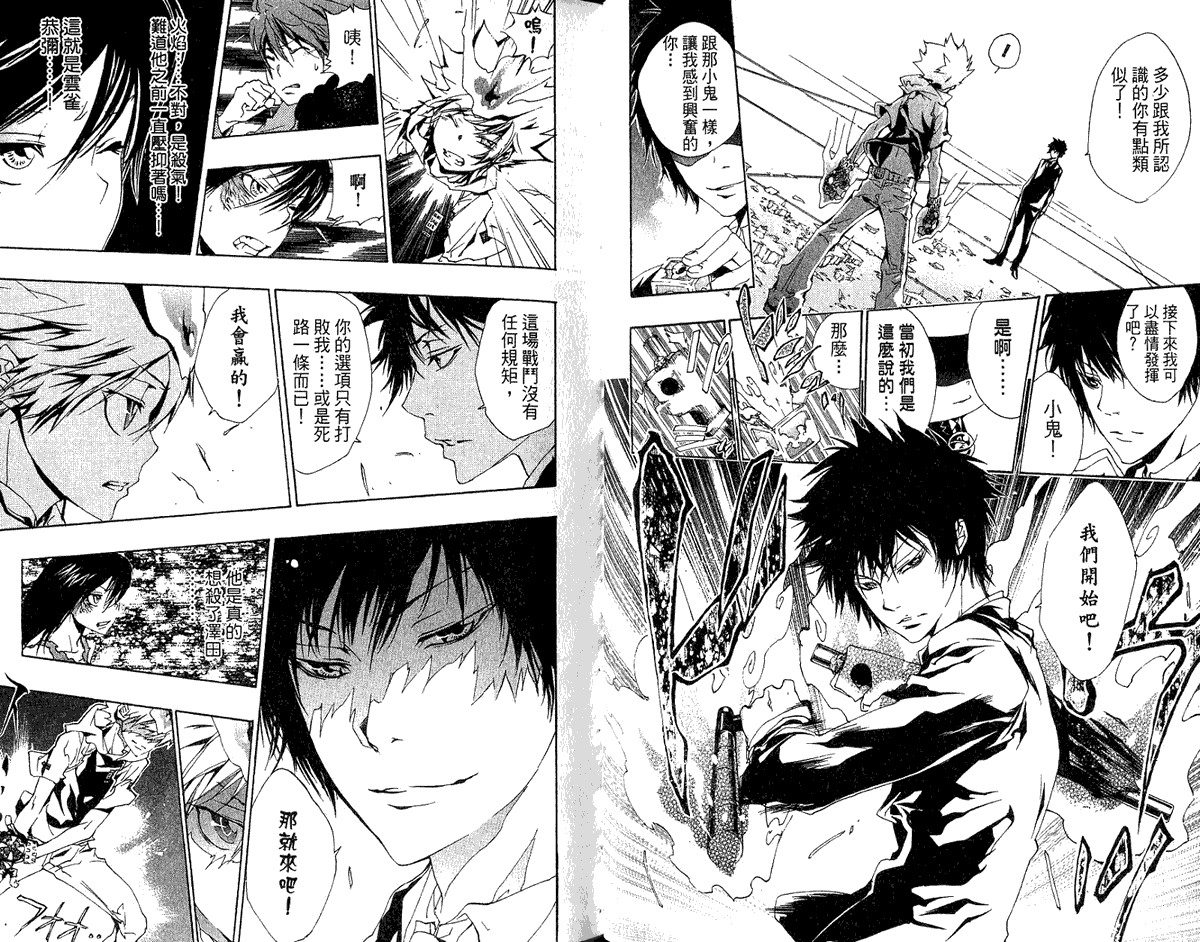 多少跟我所認
識的你有點類
似了！
！
跟那小鬼一樣，
讓我感到興奮的
你…
接下來我可
以盡情發揮
了吧？
小鬼！
是啊……
當初我們是
這麼說的…
那麼…
我們開始吧！
嗚！
咦！
啊！
火焰……不對，是殺氣！
難道他之前一直壓抑著嗎…！
這就是雲雀
恭彌……！
這場戰鬥沒有
任何規矩，
你的選項只有打
敗我……或是死
路一條而已！
我會贏的！
他是真的
想殺了澤田
……
那就來吧！